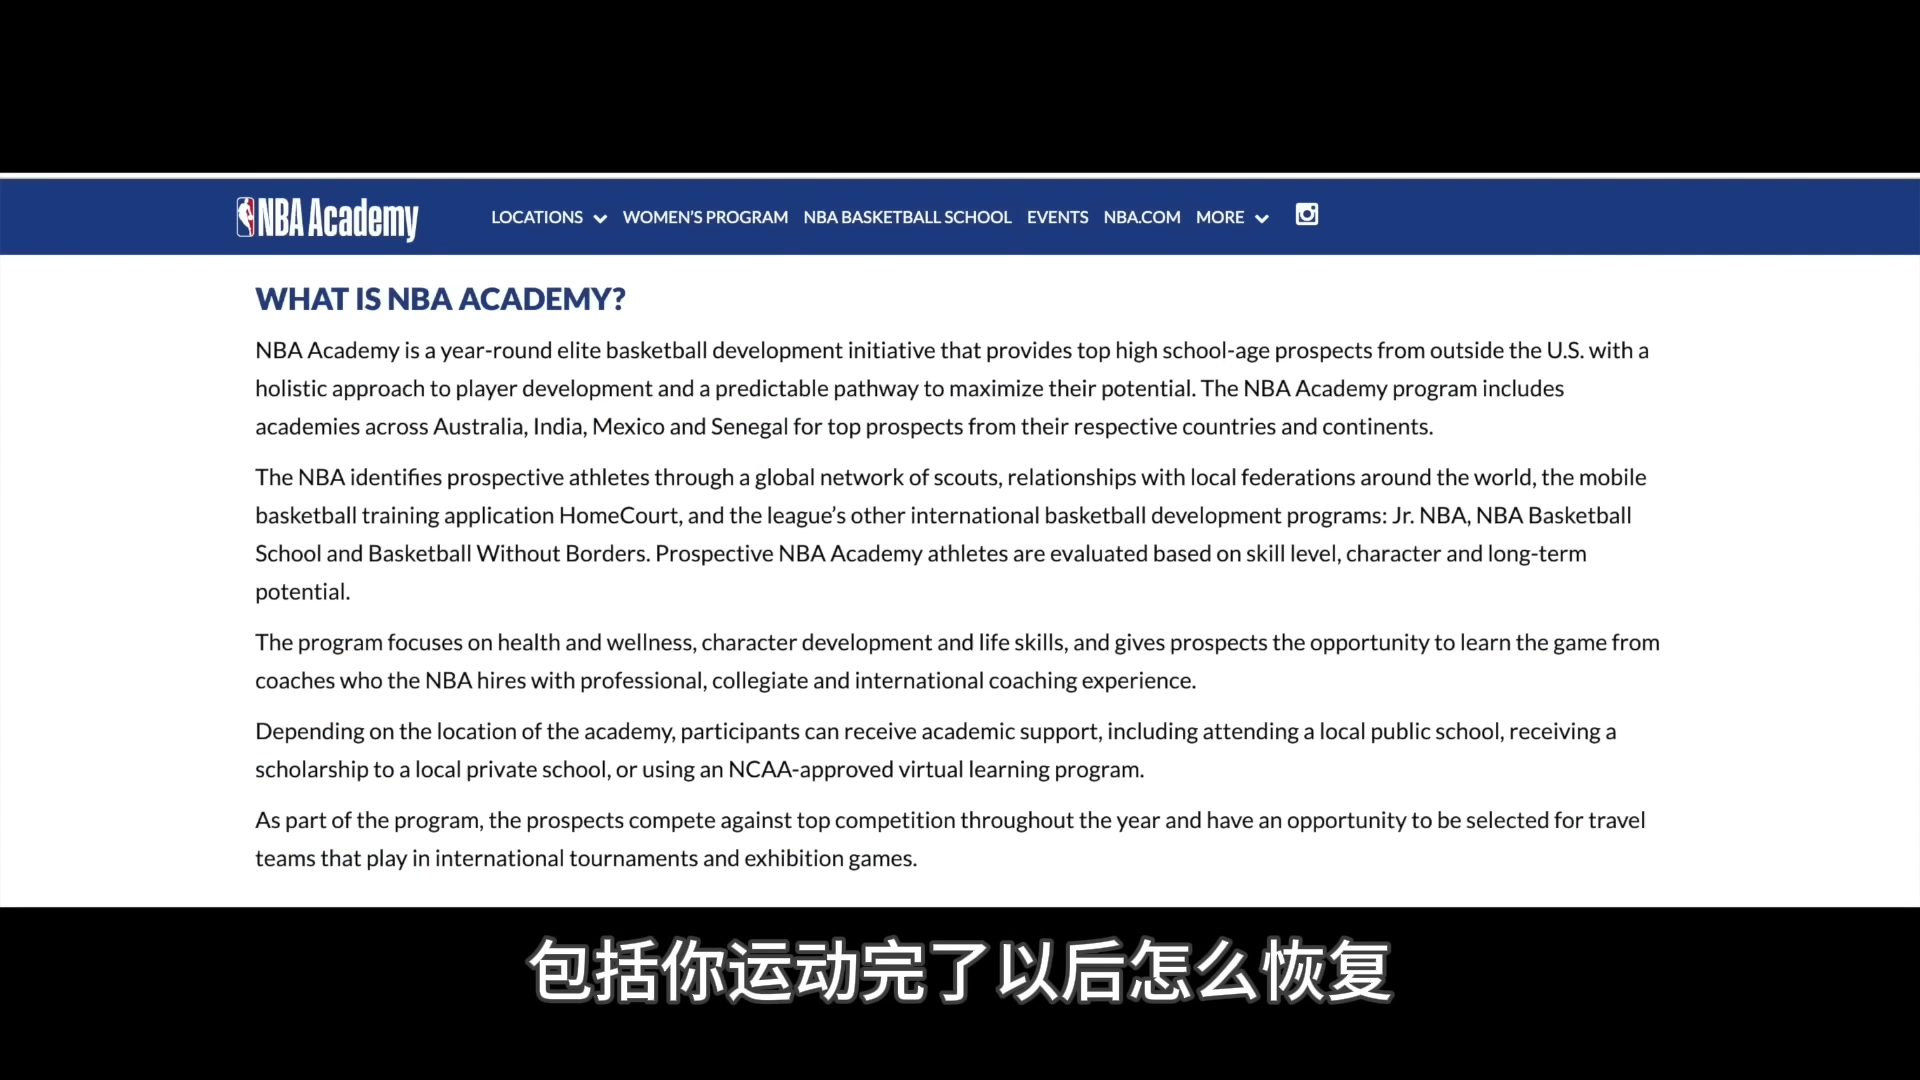 NBA Academy
LOCATIONS WOMEN'S PROGRAM NBA BASKETBALL SCHOOL EVENTS NBA.COM MORE
WHAT IS NBA ACADEMY?
NBA Academy is a year-round elite basketball development initiative that provides top high school-age prospects from outside the U.S. with a
holistic approach to player development and a predictable pathway to maximize their potential. The NBA Academy program includes
academies across Australia, India, Mexico and Senegal for top prospects from their respective countries and continents.
The NBA identifies prospective athletes through a global network of scouts, relationships with local federations around the world, the mobile
basketball training application HomeCourt, and the league’s other international basketball development programs: Jr. NBA, NBA Basketball
School and Basketball Without Borders. Prospective NBA Academy athletes are evaluated based on skill level, character and long-term
potential.
The program focuses on health and wellness, character development and life skills, and gives prospects the opportunity to learn the game from
coaches who the NBA hires with professional, collegiate and international coaching experience.
Depending on the location of the academy, participants can receive academic support, including attending a local public school, receiving a
scholarship to a local private school, or using an NCAA-approved virtual learning program.
As part of the program, the prospects compete against top competition throughout the year and have an opportunity to be selected for travel
teams that play in international tournaments and exhibition games.
包括你运动完了以后怎么恢复